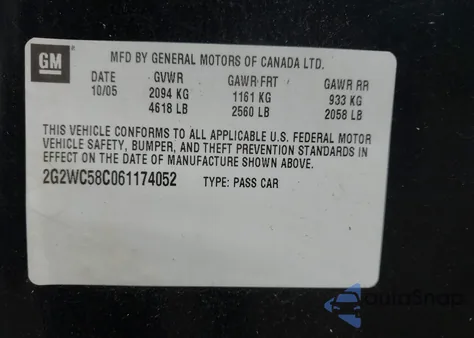 GM
MFD BY GENERAL MOTORS OF CANADA LTD.
DATE GVWR GAWR FRT GAWR RR
10/05 2094 KG 1161 KG 933 KG
4618 LB 2560 LB 2058 LB
THIS VEHICLE CONFORMS TO ALL APPLICABLE U.S. FEDERAL MOTOR
VEHICLE SAFETY, BUMPER, AND THEFT PREVENTION STANDARDS IN
EFFECT ON THE DATE OF MANUFACTURE SHOWN ABOVE.
2G2WC58C061174052 TYPE: PASS CAR
AutoSnap